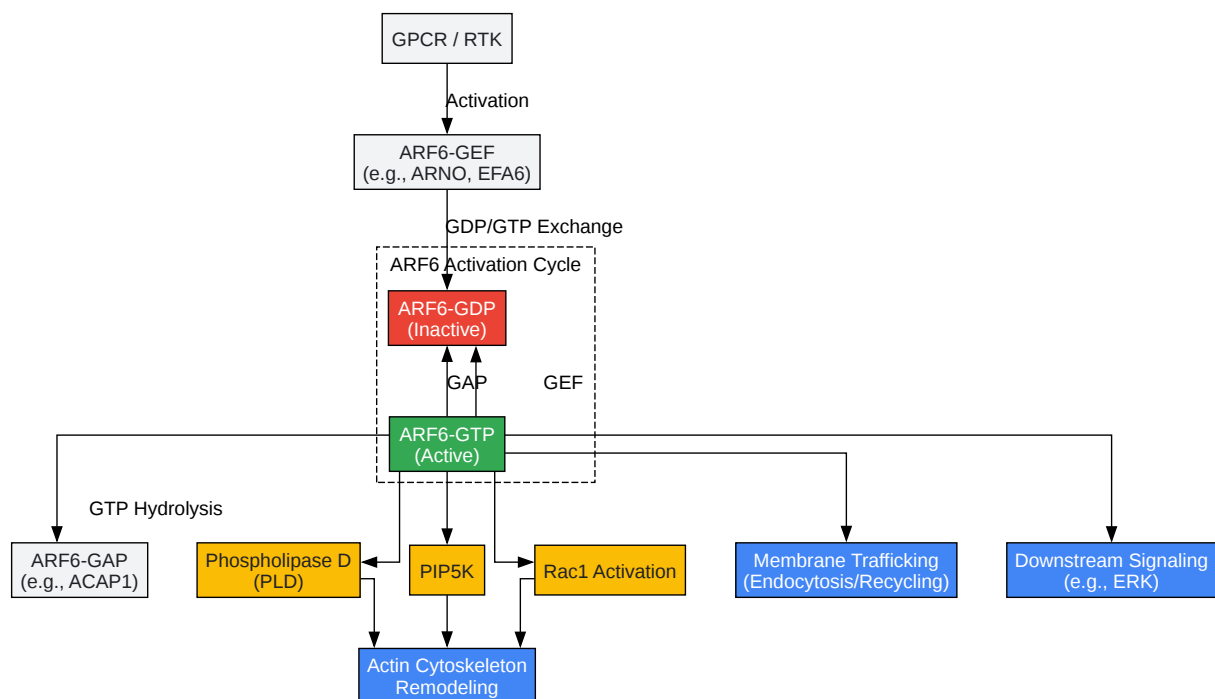 GPCR / RTK
Activation
ARF6-GEF
(e.g., ARNO, EFA6)
GDP/GTP Exchange
ARF6 Activation Cycle
ARF6-GDP
(Inactive)
GAP
GEF
ARF6-GTP
(Active)
GTP Hydrolysis
ARF6-GAP
(e.g., ACAP1)
Phospholipase D
(PLD)
PIP5K
Rac1 Activation
Membrane Trafficking
(Endocytosis/Recycling)
Downstream Signaling
(e.g., ERK)
Actin Cytoskeleton
Remodeling